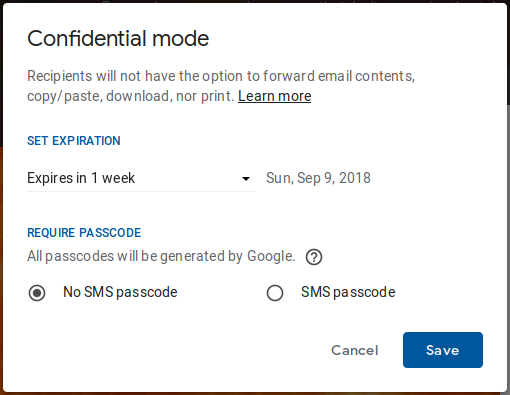 Confidential mode
Recipients will not have the option to forward email contents,
copy/paste, download, nor print. Learn more
SET EXPIRATION
Expires in 1 week Sun, Sep 9, 2018
REQUIRE PASSCODE
All passcodes will be generated by Google. ?
No SMS passcode SMS passcode
Cancel Save